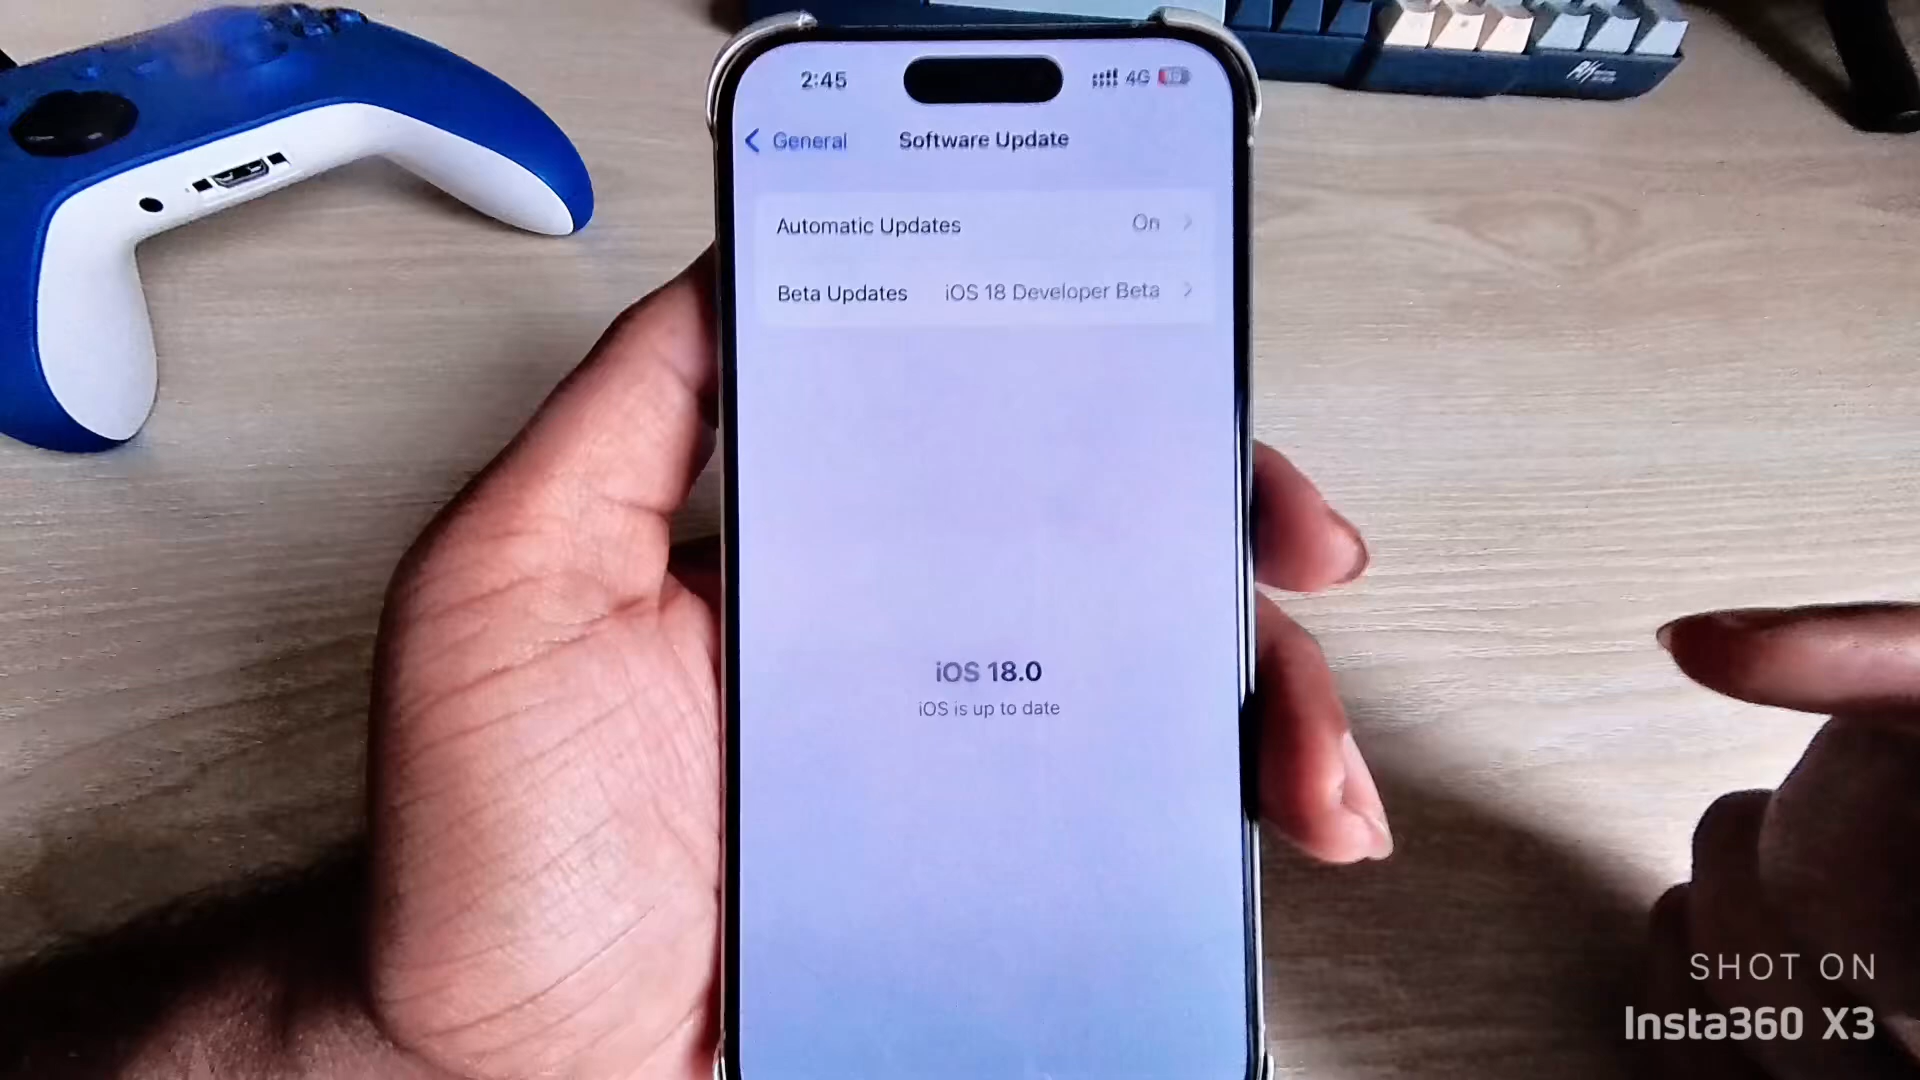 2:45
4G
General
Software Update
Automatic Updates
On
Beta Updates
iOS 18 Developer Beta
iOS 18.0
iOS is up to date
SHOT ON
Insta360 X3